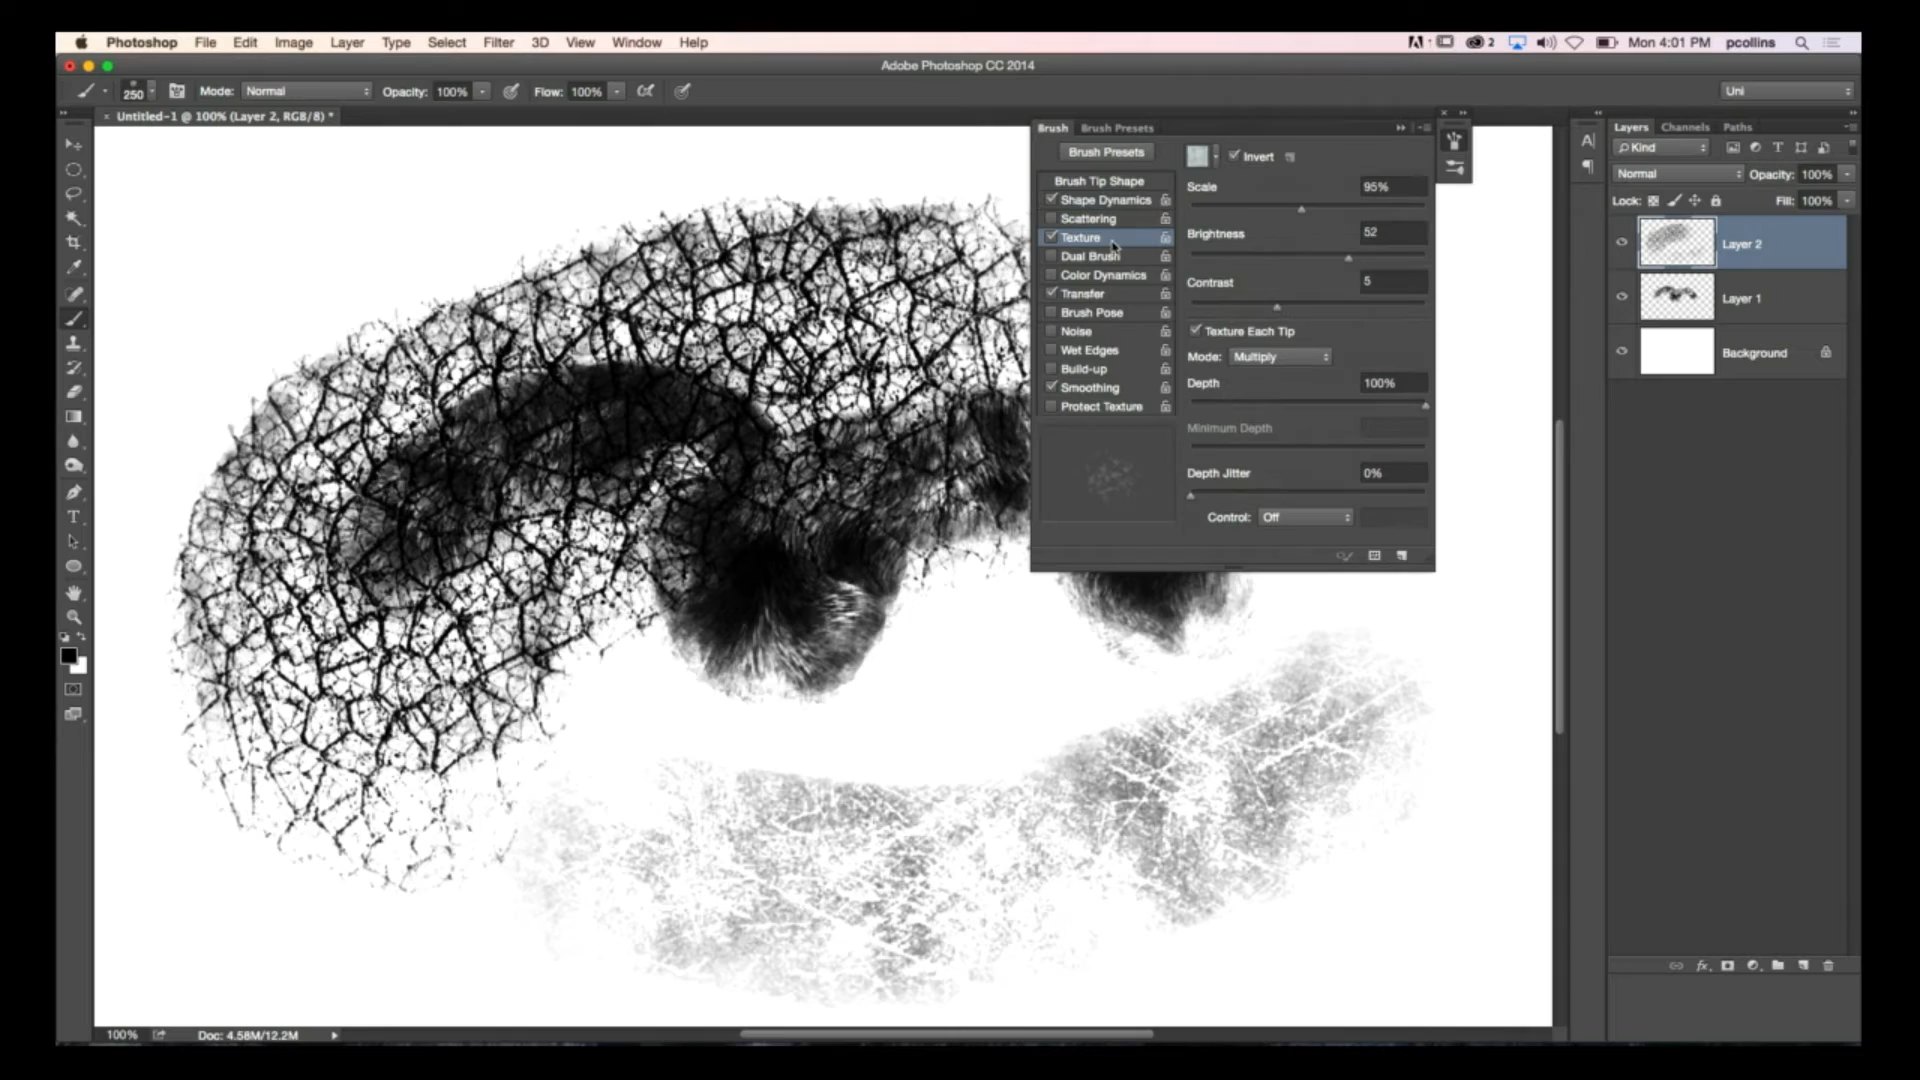 Photoshop File Edit Image Layer Type Select Filter 3D View Window Help 2 Mon 4:01 PM pcollins
Adobe Photoshop CC 2014
250 Mode: Normal Opacity: 100% Flow: 100% Uni
× Untitled-1 @ 100% (Layer 2, RGB/8) *
Brush Brush Presets
Brush Presets
Invert
Brush Tip Shape
Shape Dynamics
Scattering
Texture
Dual Brush
Color Dynamics
Transfer
Brush Pose
Noise
Wet Edges
Build-up
Smoothing
Protect Texture
Scale 95%
Brightness 52
Contrast 5
Texture Each Tip
Mode: Multiply
Depth 100%
Minimum Depth
Depth Jitter 0%
Control: Off
Layers Channels Paths
Kind
Normal Opacity: 100%
Lock: Fill: 100%
Layer 2
Layer 1
Background
100% Doc: 4.58M/12.2M